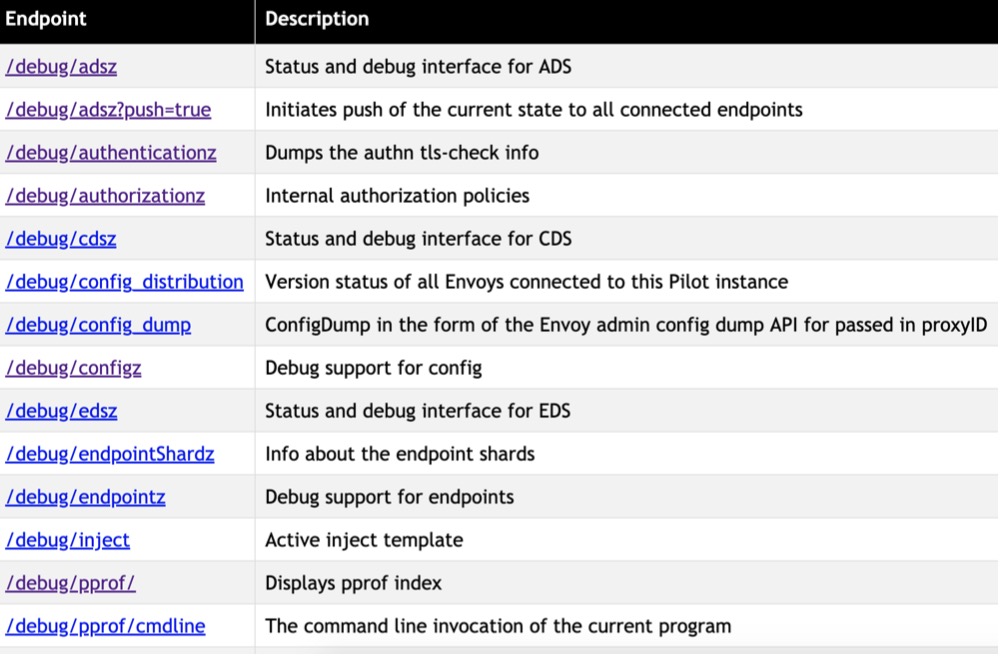 Endpoint Description
/debug/adsz Status and debug interface for ADS
/debug/adsz?push=true Initiates push of the current state to all connected endpoints
/debug/authenticationz Dumps the authn tls-check info
/debug/authorizationz Internal authorization policies
/debug/cdsz Status and debug interface for CDS
/debug/config_distribution Version status of all Envoys connected to this Pilot instance
/debug/config_dump ConfigDump in the form of the Envoy admin config dump API for passed in proxyID
/debug/configz Debug support for config
/debug/edsz Status and debug interface for EDS
/debug/endpointShardz Info about the endpoint shards
/debug/endpointz Debug support for endpoints
/debug/inject Active inject template
/debug/pprof/ Displays pprof index
/debug/pprof/cmdline The command line invocation of the current program